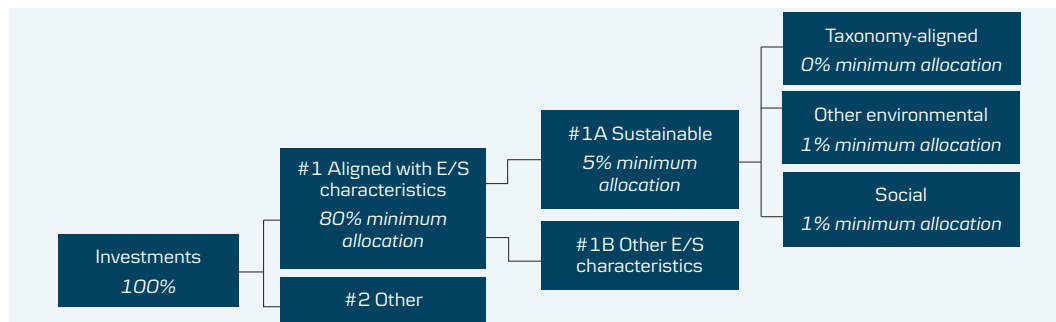 Investments
100%
#1 Aligned with E/S
characteristics
80% minimum
allocation
#2 Other
#1A Sustainable
5% minimum
allocation
#1B Other E/S
characteristics
Taxonomy-aligned
0% minimum allocation
Other environmental
1% minimum allocation
Social
1% minimum allocation